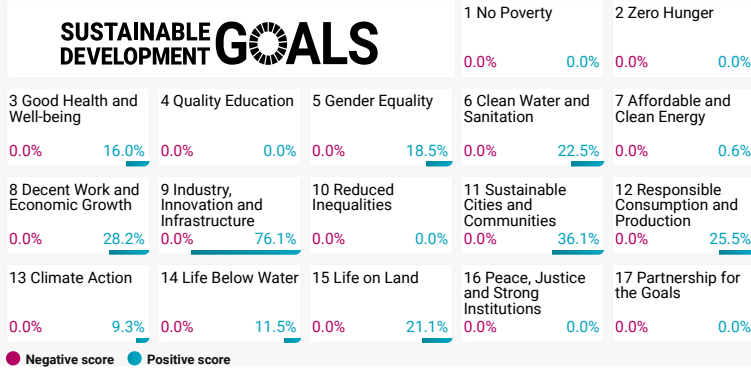 SUSTAINABLE
DEVELOPMENT
GOALS
1 No Poverty
0.0% 0.0%
2 Zero Hunger
0.0% 0.0%
3 Good Health and
Well-being
0.0% 16.0%
4 Quality Education
0.0% 0.0%
5 Gender Equality
0.0% 18.5%
6 Clean Water and
Sanitation
0.0% 22.5%
7 Affordable and
Clean Energy
0.0% 0.6%
8 Decent Work and
Economic Growth
0.0% 28.2%
9 Industry,
Innovation and
Infrastructure
0.0% 76.1%
10 Reduced
Inequalities
0.0% 0.0%
11 Sustainable
Cities and
Communities
0.0% 36.1%
12 Responsible
Consumption and
Production
0.0% 25.5%
13 Climate Action
0.0% 9.3%
14 Life Below Water
0.0% 11.5%
15 Life on Land
0.0% 21.1%
16 Peace, Justice
and Strong
Institutions
0.0% 0.0%
17 Partnership for
the Goals
0.0% 0.0%
Negative score Positive score